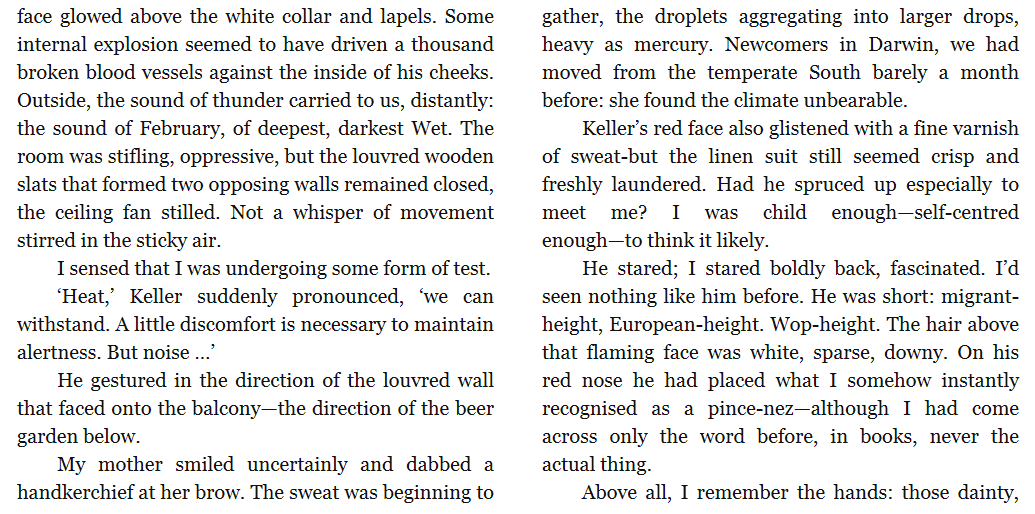 face glowed above the white collar and lapels. Some
internal explosion seemed to have driven a thousand
broken blood vessels against the inside of his cheeks.
Outside, the sound of thunder carried to us, distantly:
the sound of February, of deepest, darkest Wet. The
room was stifling, oppressive, but the louvred wooden
slats that formed two opposing walls remained closed,
the ceiling fan stilled. Not a whisper of movement
stirred in the sticky air.
I sensed that I was undergoing some form of test.
‘Heat,’ Keller suddenly pronounced, ‘we can
withstand. A little discomfort is necessary to maintain
alertness. But noise ...’
He gestured in the direction of the louvred wall
that faced onto the balcony—the direction of the beer
garden below.
My mother smiled uncertainly and dabbed a
handkerchief at her brow. The sweat was beginning to
gather, the droplets aggregating into larger drops,
heavy as mercury. Newcomers in Darwin, we had
moved from the temperate South barely a month
before: she found the climate unbearable.
Keller’s red face also glistened with a fine varnish
of sweat-but the linen suit still seemed crisp and
freshly laundered. Had he spruced up especially to
meet me? I was child enough—self-centred
enough—to think it likely.
He stared; I stared boldly back, fascinated. I’d
seen nothing like him before. He was short: migrant-
height, European-height. Wop-height. The hair above
that flaming face was white, sparse, downy. On his
red nose he had placed what I somehow instantly
recognised as a pince-nez—although I had come
across only the word before, in books, never the
actual thing.
Above all, I remember the hands: those dainty,